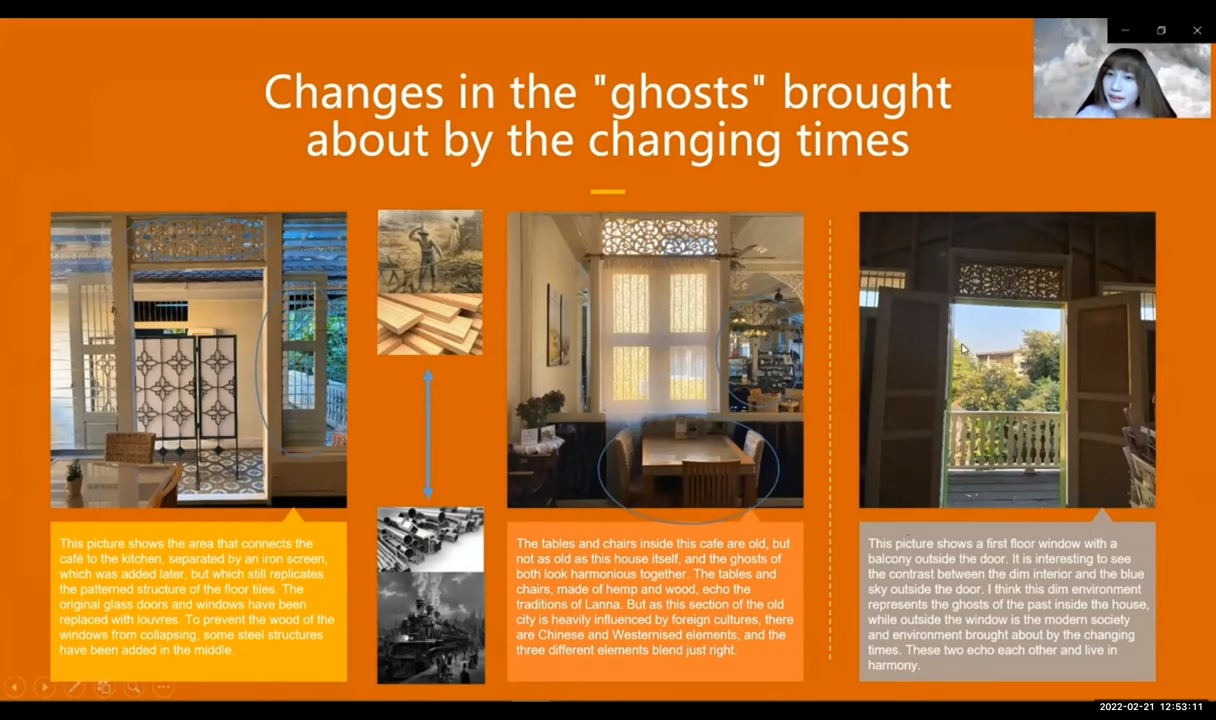 Changes in the "ghosts" brought
about by the changing times
This picture shows the area that connects the
café to the kitchen, separated by an iron screen,
which was added later, but which still replicates
the patterned structure of the floor tiles. The
original glass doors and windows have been
replaced with louvres. To prevent the wood of the
windows from collapsing, some steel structures
have been added in the middle.
The tables and chairs inside this cafe are old, but
not as old as this house itself, and the ghosts of
both look harmonious together. The tables and
chairs, made of hemp and wood, echo the
traditions of Lanna. But as this section of the old
city is heavily influenced by foreign cultures, there
are Chinese and Westernised elements, and the
three different elements blend just right.
This picture shows a first floor window with a
balcony outside the door. It is interesting to see
the contrast between the dim interior and the blue
sky outside the door. I think this dim environment
represents the ghosts of the past inside the house,
while outside the window is the modern society
and environment brought about by the changing
times. These two echo each other and live in
harmony.
2022-02-21 12:53:11